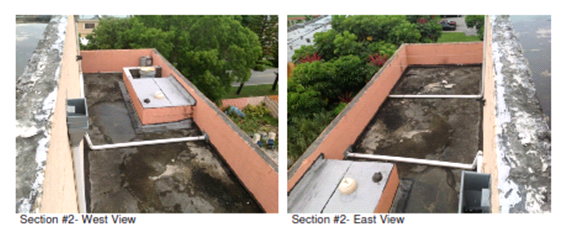 Section #2- West View
Section #2- East View